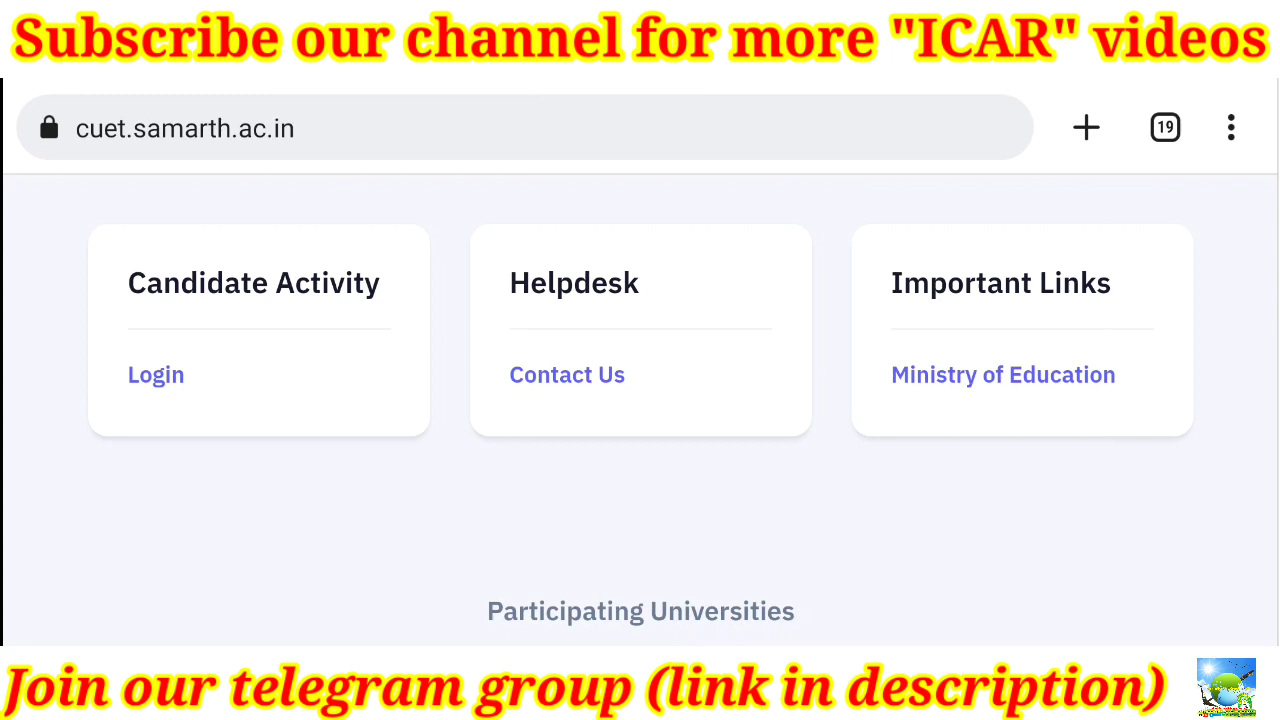 Subscribe our channel for more "ICAR" videos
cuet.samarth.ac.in
19
Candidate Activity
Helpdesk
Important Links
Login
Contact Us
Ministry of Education
Participating Universities
Join our telegram group (link in description)